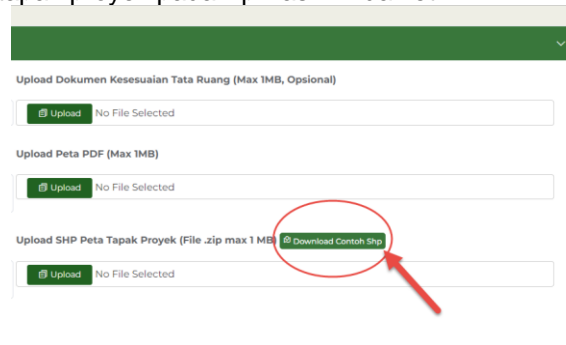 Upload Dokumen Kesesuaian Tata Ruang (Max 1MB, Opsional)
Upload No File Selected
Upload Peta PDF (Max 1MB)
Upload No File Selected
Upload SHP Peta Tapak Proyek (File .zip max 1 MB) Download Contoh Shp
Upload No File Selected